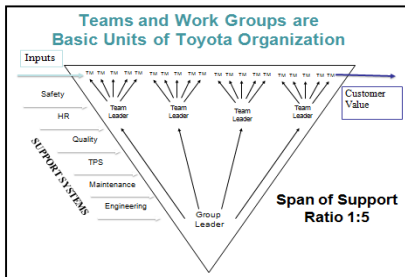 Teams and Work Groups are
Basic Units of Toyota Organization
Inputs
TM TM TM TM TM TM TM TM TM TM TM TM TM TM TM TM TM TM TM TM
Safety
Team
Leader
Team
Leader
Team
Leader
Team
Leader
Customer
Value
HR
Quality
TPS
Maintenance
Engineering
SUPPORT SYSTEMS
Group
Leader
Span of Support
Ratio 1:5